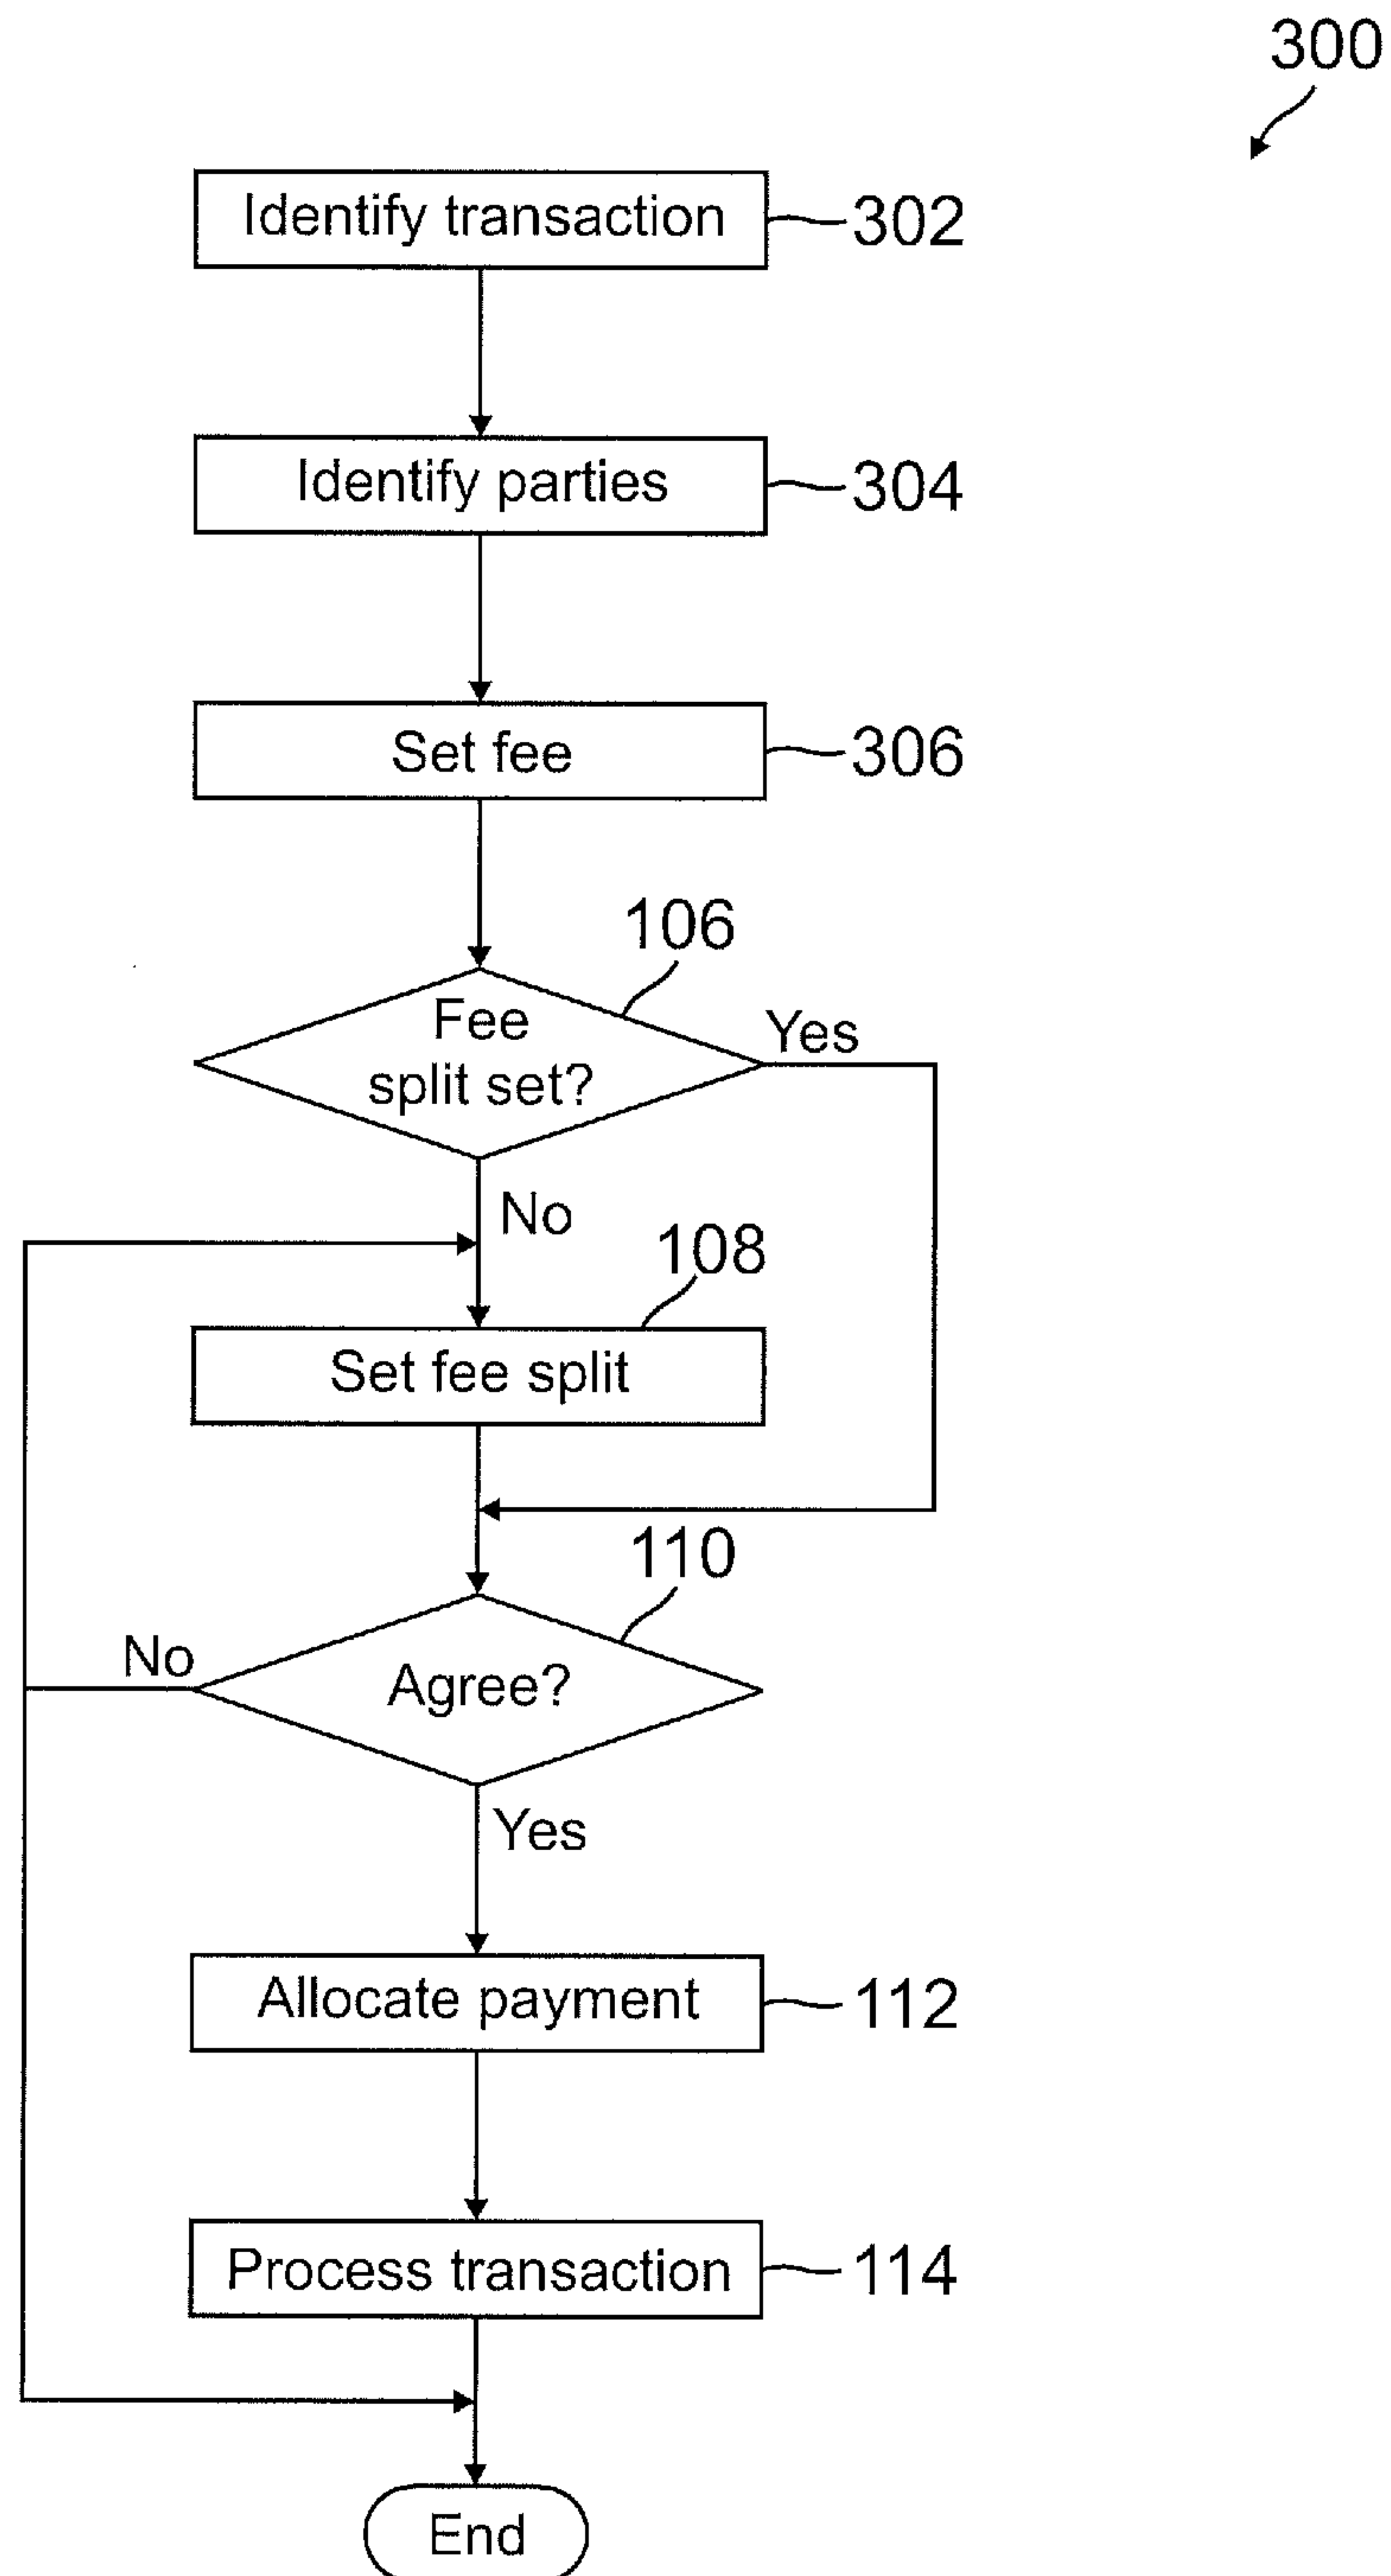 300
Identify transaction
302
Identify parties
304
Set fee
306
106
Fee
split set?
Yes
No
108
Set fee split
110
No
Agree?
Yes
Allocate payment
112
Process transaction
114
End